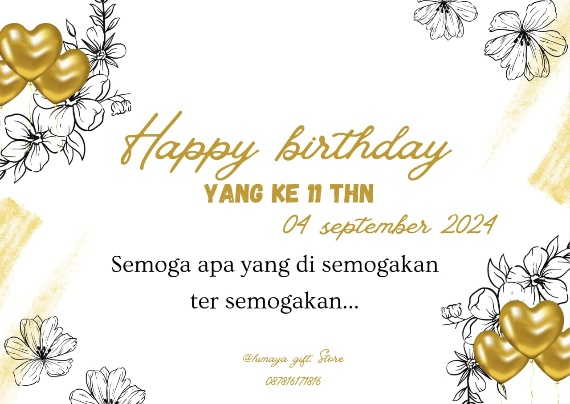 Happy birthday
YANG KE 11 THN
04 september 2024
Semoga apa yang di semogakan
ter semogakan...
@himaya gift Store
087816171816